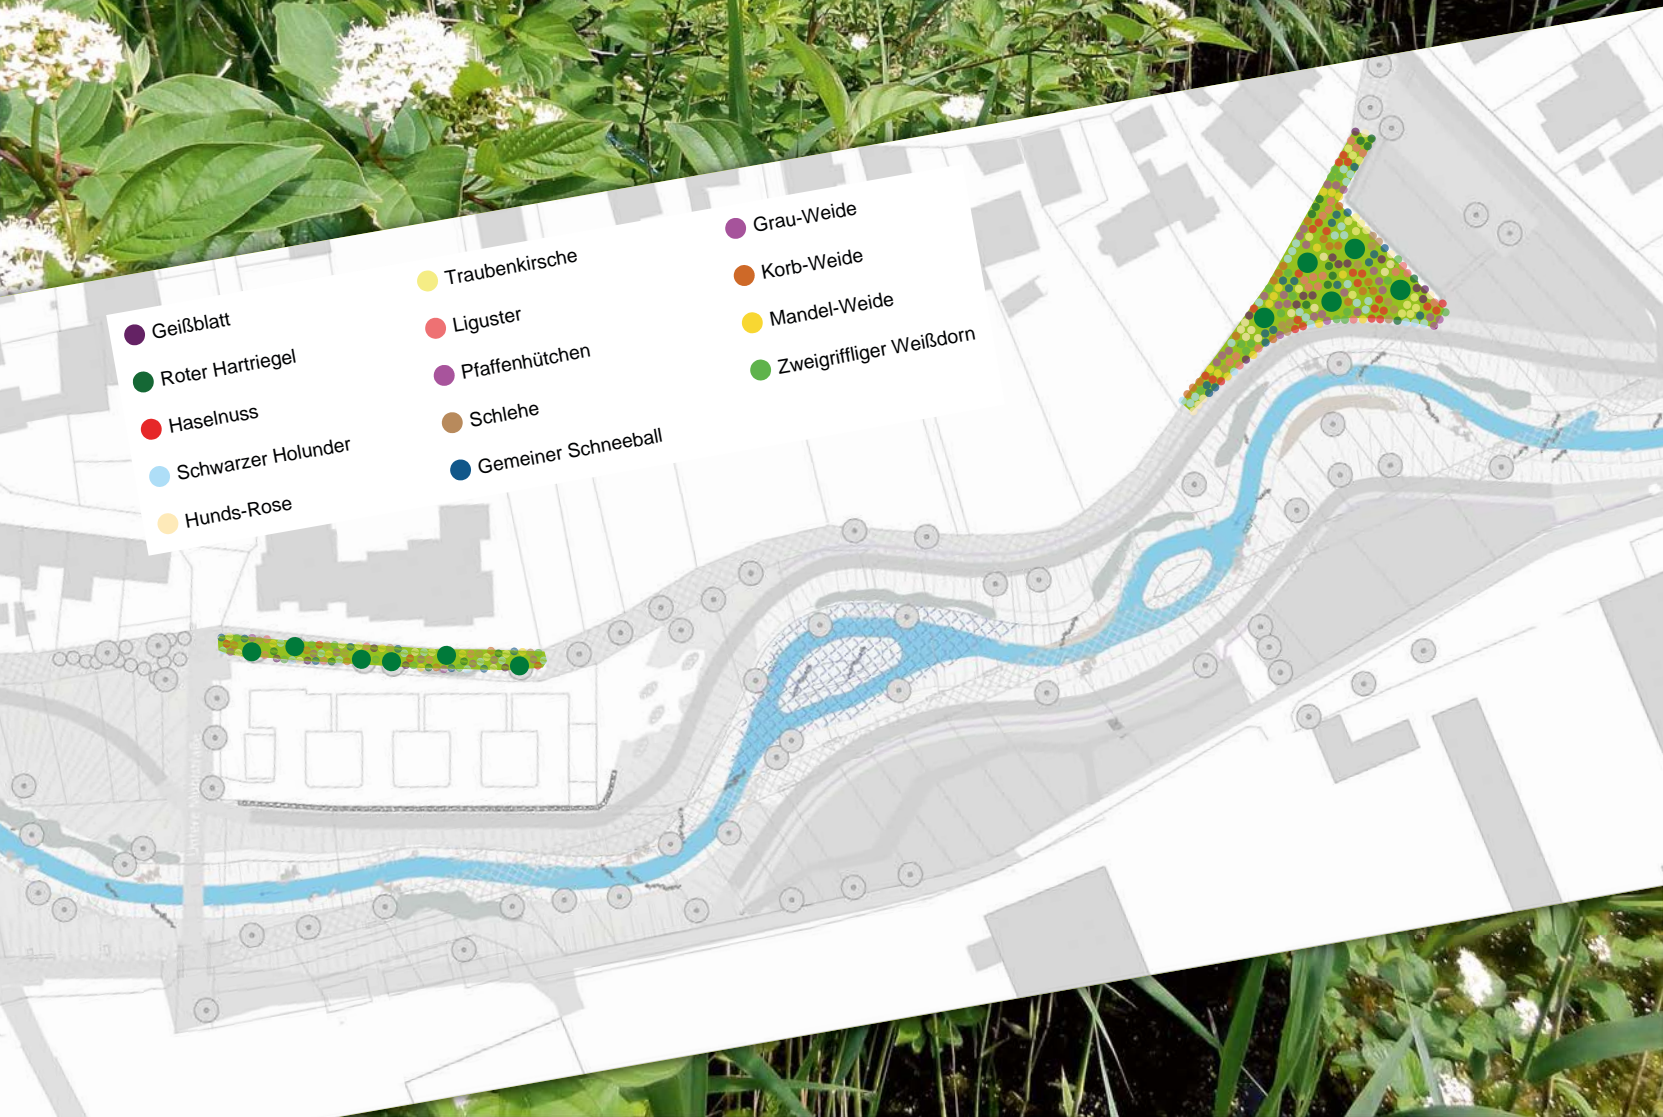 Geißblatt
Roter Hartriegel
Haselnuss
Schwarzer Holunder
Hunds-Rose
Traubenkirsche
Liguster
Pfaffenhütchen
Schlehe
Gemeiner Schneeball
Grau-Weide
Korb-Weide
Mandel-Weide
Zweigriffliger Weißdorn